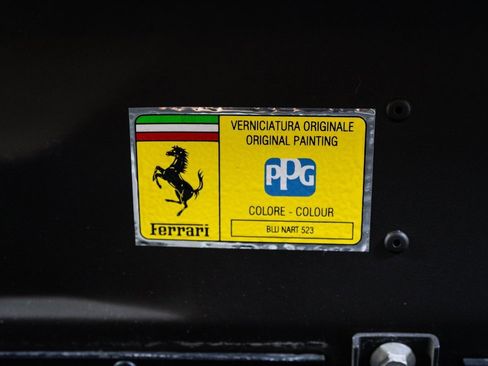 VERNICIATURA ORIGINALE
ORIGINAL PAINTING
PPG
COLORE - COLOUR
BLU NART 523
Ferrari